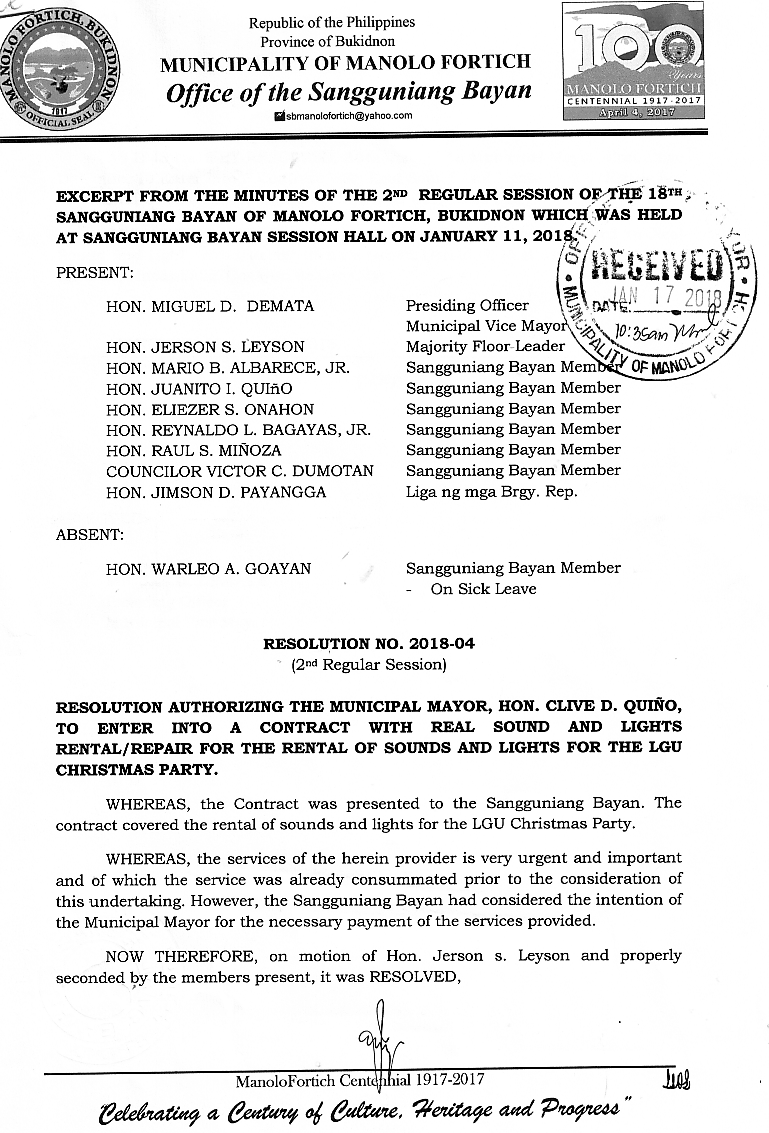 Republic of the Philippines
Province of Bukidnon
MUNICIPALITY OF MANOLO FORTICH
Office of the Sangguniang Bayan
sbmanolofortich@yahoo.com
MANOLO FORTICH, BUKIDNON
1917
OFFICIAL SEAL
100
Years
MANOLO FORTICH
CENTENNIAL 1917-2017
April 4, 2017
EXCERPT FROM THE MINUTES OF THE 2ND REGULAR SESSION OF THE 18TH
SANGGUNIANG BAYAN OF MANOLO FORTICH, BUKIDNON WHICH WAS HELD
AT SANGGUNIANG BAYAN SESSION HALL ON JANUARY 11, 2018.
RECEIVED
DATE: JAN 17 2018
10:35am
MUNICIPALITY OF MANOLO FORTICH
PRESENT:
HON. MIGUEL D. DEMATA Presiding Officer
Municipal Vice Mayor
HON. JERSON S. LEYSON Majority Floor Leader
HON. MARIO B. ALBARECE, JR. Sangguniang Bayan Member
HON. JUANITO I. QUIñO Sangguniang Bayan Member
HON. ELIEZER S. ONAHON Sangguniang Bayan Member
HON. REYNALDO L. BAGAYAS, JR. Sangguniang Bayan Member
HON. RAUL S. MIÑOZA Sangguniang Bayan Member
COUNCILOR VICTOR C. DUMOTAN Sangguniang Bayan Member
HON. JIMSON D. PAYANGGA Liga ng mga Brgy. Rep.
ABSENT:
HON. WARLEO A. GOAYAN Sangguniang Bayan Member
- On Sick Leave
RESOLUTION NO. 2018-04
(2nd Regular Session)
RESOLUTION AUTHORIZING THE MUNICIPAL MAYOR, HON. CLIVE D. QUIÑO,
TO ENTER INTO A CONTRACT WITH REAL SOUND AND LIGHTS
RENTAL/REPAIR FOR THE RENTAL OF SOUNDS AND LIGHTS FOR THE LGU
CHRISTMAS PARTY.
WHEREAS, the Contract was presented to the Sangguniang Bayan. The
contract covered the rental of sounds and lights for the LGU Christmas Party.
WHEREAS, the services of the herein provider is very urgent and important
and of which the service was already consummated prior to the consideration of
this undertaking. However, the Sangguniang Bayan had considered the intention of
the Municipal Mayor for the necessary payment of the services provided.
NOW THEREFORE, on motion of Hon. Jerson s. Leyson and properly
seconded by the members present, it was RESOLVED,
ManoloFortich Centennial 1917-2017
"Celebrating a Century of Culture, Heritage and Progress"